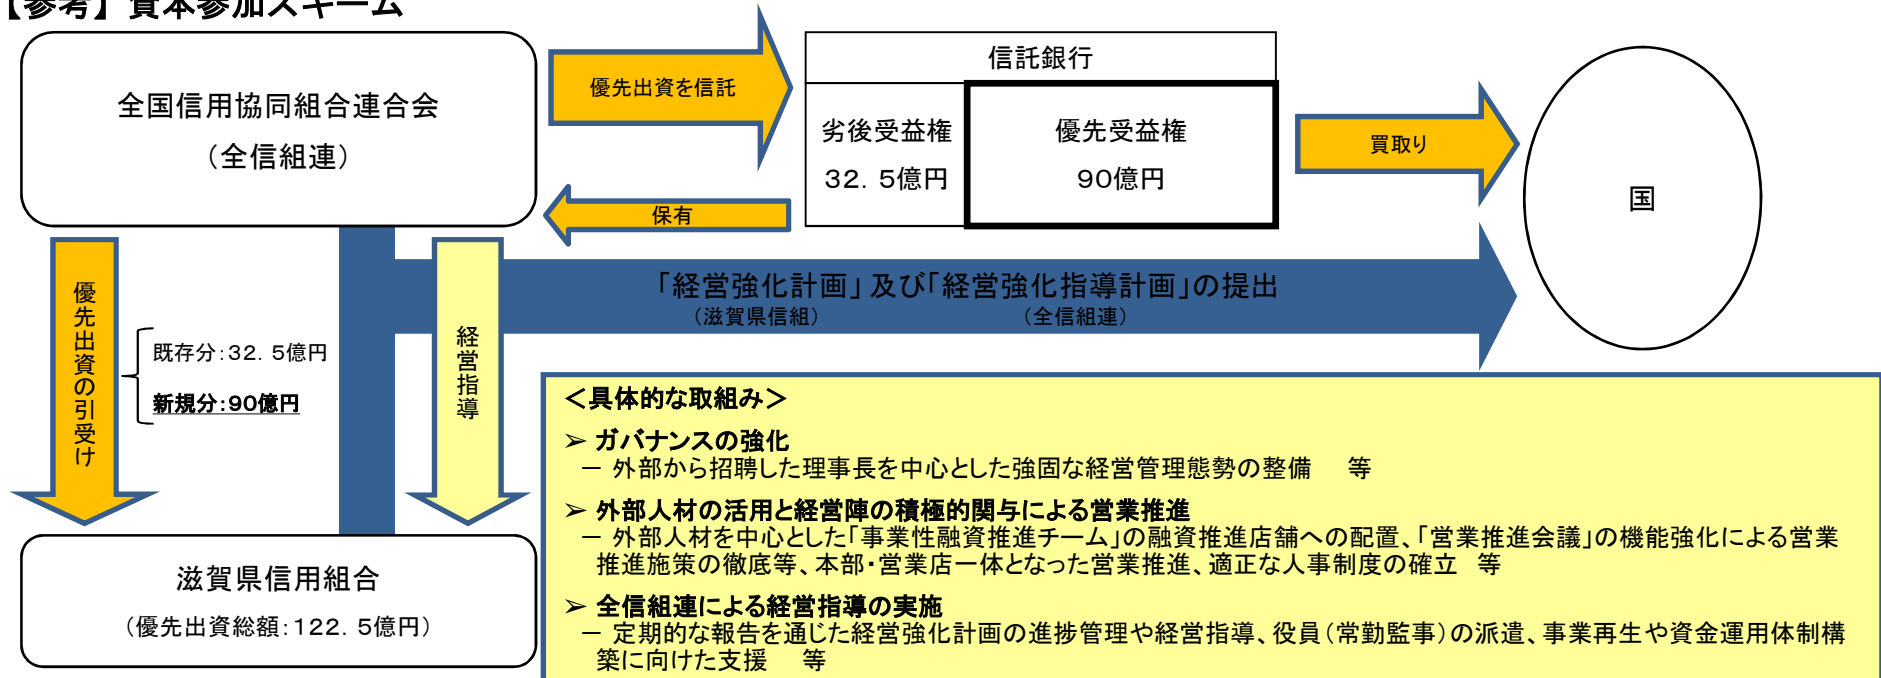 【参考】資本参加スキーム
全国信用協同組合連合会
（全信組連）
優先出資を信託
信託銀行
劣後受益権
32．5億円
優先受益権
90億円
買取り
国
保有
「経営強化計画」及び「経営強化指導計画」の提出
（滋賀県信組）
（全信組連）
優先出資の引受け
既存分：32．5億円
新規分：90億円
経営指導
滋賀県信用組合
（優先出資総額：122．5億円）
＜具体的な取組み＞
➢ ガバナンスの強化
－ 外部から招聘した理事長を中心とした強固な経営管理態勢の整備　等
➢ 外部人材の活用と経営陣の積極的関与による営業推進
－ 外部人材を中心とした「事業性融資推進チーム」の融資推進店舗への配置、「営業推進会議」の機能強化による営業
推進施策の徹底等、本部・営業店一体となった営業推進、適正な人事制度の確立　等
➢ 全信組連による経営指導の実施
－ 定期的な報告を通じた経営強化計画の進捗管理や経営指導、役員（常勤監事）の派遣、事業再生や資金運用体制構
築に向けた支援　等